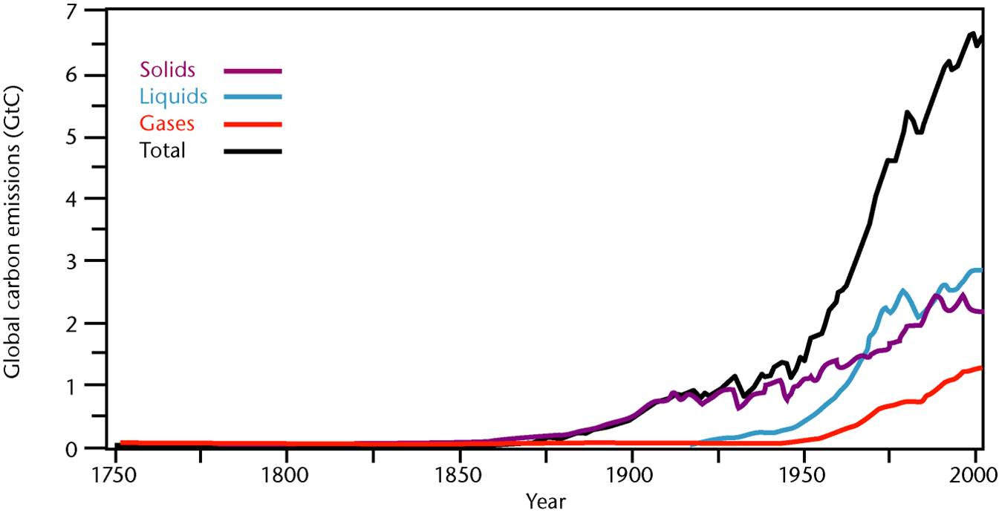 Global carbon emissions (GtC)
7
6
5
4
3
2
1
0
Solids
Liquids
Gases
Total
1750 1800 1850 1900 1950 2000
Year